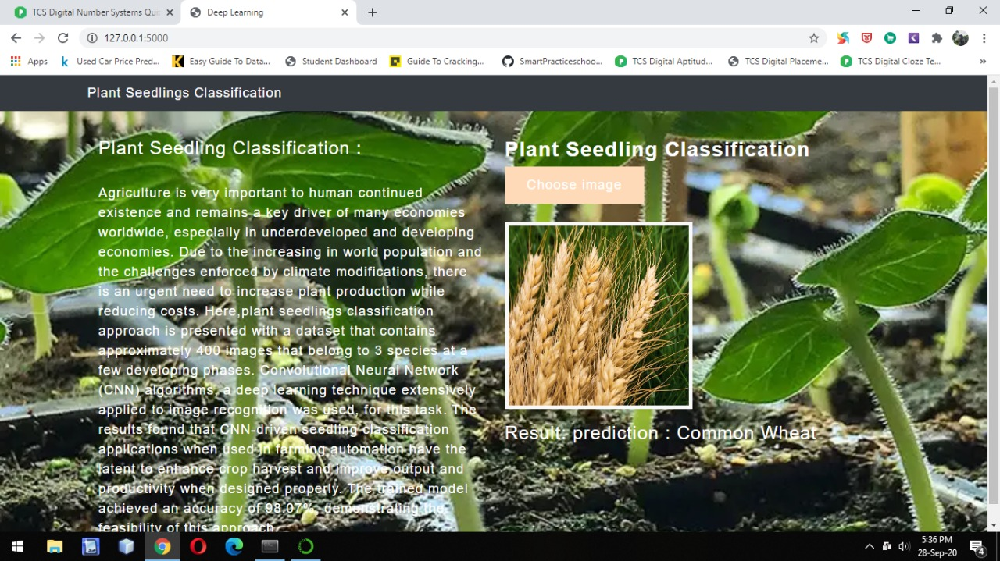 TCS Digital Number Systems Qui
Deep Learning
127.0.0.1:5000
Apps
Used Car Price Pred...
Easy Guide To Data...
Student Dashboard
Guide To Cracking...
SmartPracticeschoo...
TCS Digital Aptitud...
TCS Digital Placeme...
TCS Digital Cloze Te...
»
Plant Seedlings Classification
Plant Seedling Classification :
Agriculture is very important to human continued
existence and remains a key driver of many economies
worldwide, especially in underdeveloped and developing
economies. Due to the increasing in world population and
the challenges enforced by climate modifications, there
is an urgent need to increase plant production while
reducing costs. Here,plant seedlings classification
approach is presented with a dataset that contains
approximately 400 images that belong to 3 species at a
few developing phases. Convolutional Neural Network
(CNN) algorithms, a deep learning technique extensively
applied to image recognition was used, for this task. The
results found that CNN-driven seedling classification
applications when used in farming automation have the
latent to enhance crop harvest and improve output and
productivity when designed properly. The trained model
achieved an accuracy of 98.07%, demonstrating the
feasibility of this approach.
Plant Seedling Classification
Choose image
Result: prediction : Common Wheat
5:36 PM
28-Sep-20
4